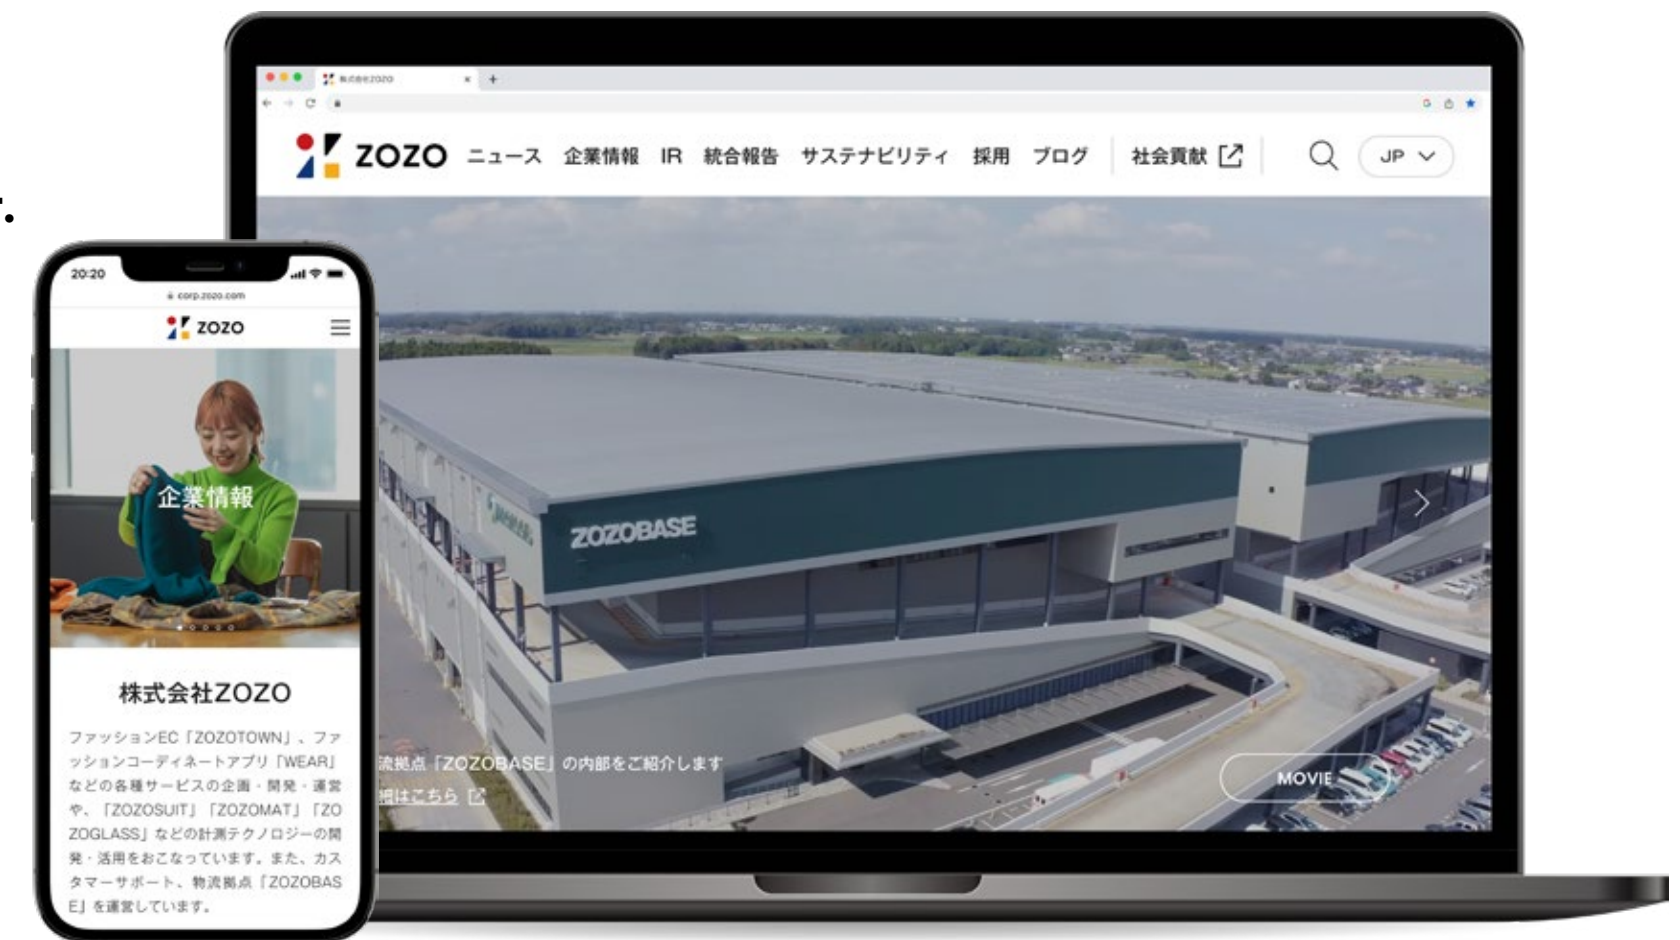 株式会社ZOZO
ZOZO ニュース 企業情報 IR 統合報告 サステナビリティ 採用 ブログ 社会貢献 JP
ZOZOBASE
流拠点「ZOZOBASE」の内部をご紹介します
細はこちら
MOVIE
20:20
corp.zozo.com
ZOZO
企業情報
株式会社ZOZO
ファッションEC「ZOZOTOWN」、ファ
ッションコーディネートアプリ「WEAR」
などの各種サービスの企画・開発・運営
や、「ZOZOSUIT」「ZOZOMAT」「ZO
ZOGLASS」などの計測テクノロジーの開
発・活用をおこなっています。また、カス
タマーサポート、物流拠点「ZOZOBAS
E」を運営しています。